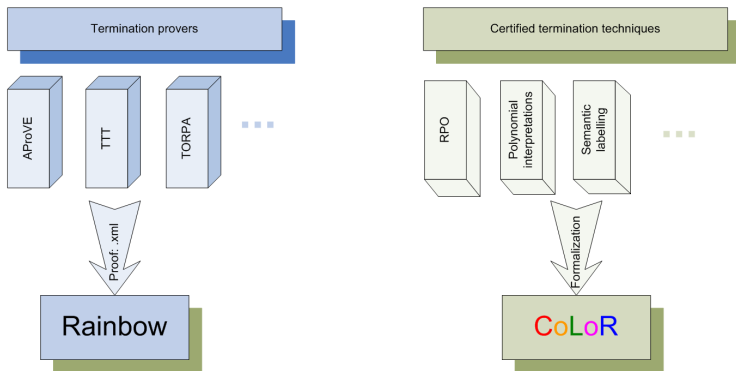 Termination provers
AProVE
TTT
TORPA
...
Proof: .xml
Rainbow
Certified termination techniques
RPO
Polynomial
interpretations
Semantic
labelling
...
Formalization
CoLoR